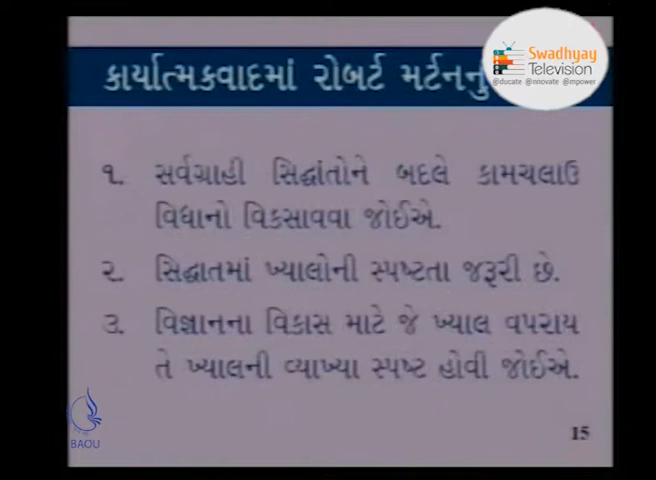 Swadhyay
Television
@ducate @nnovate @mpower
કાર્યાત્મકવાદમાં રોબર્ટ મર્ટનનુ
૧. સર્વગ્રાહી સિદ્ધાંતોને બદલે કામચલાઉ
વિધાનો વિકસાવવા જોઈએ.
૨. સિદ્ધાતમાં ખ્યાલોની સ્પષ્ટતા જરૂરી છે.
૩. વિજ્ઞાનના વિકાસ માટે જે ખ્યાલ વપરાય
તે ખ્યાલની વ્યાખ્યા સ્પષ્ટ હોવી જોઈએ.
BAOU
15